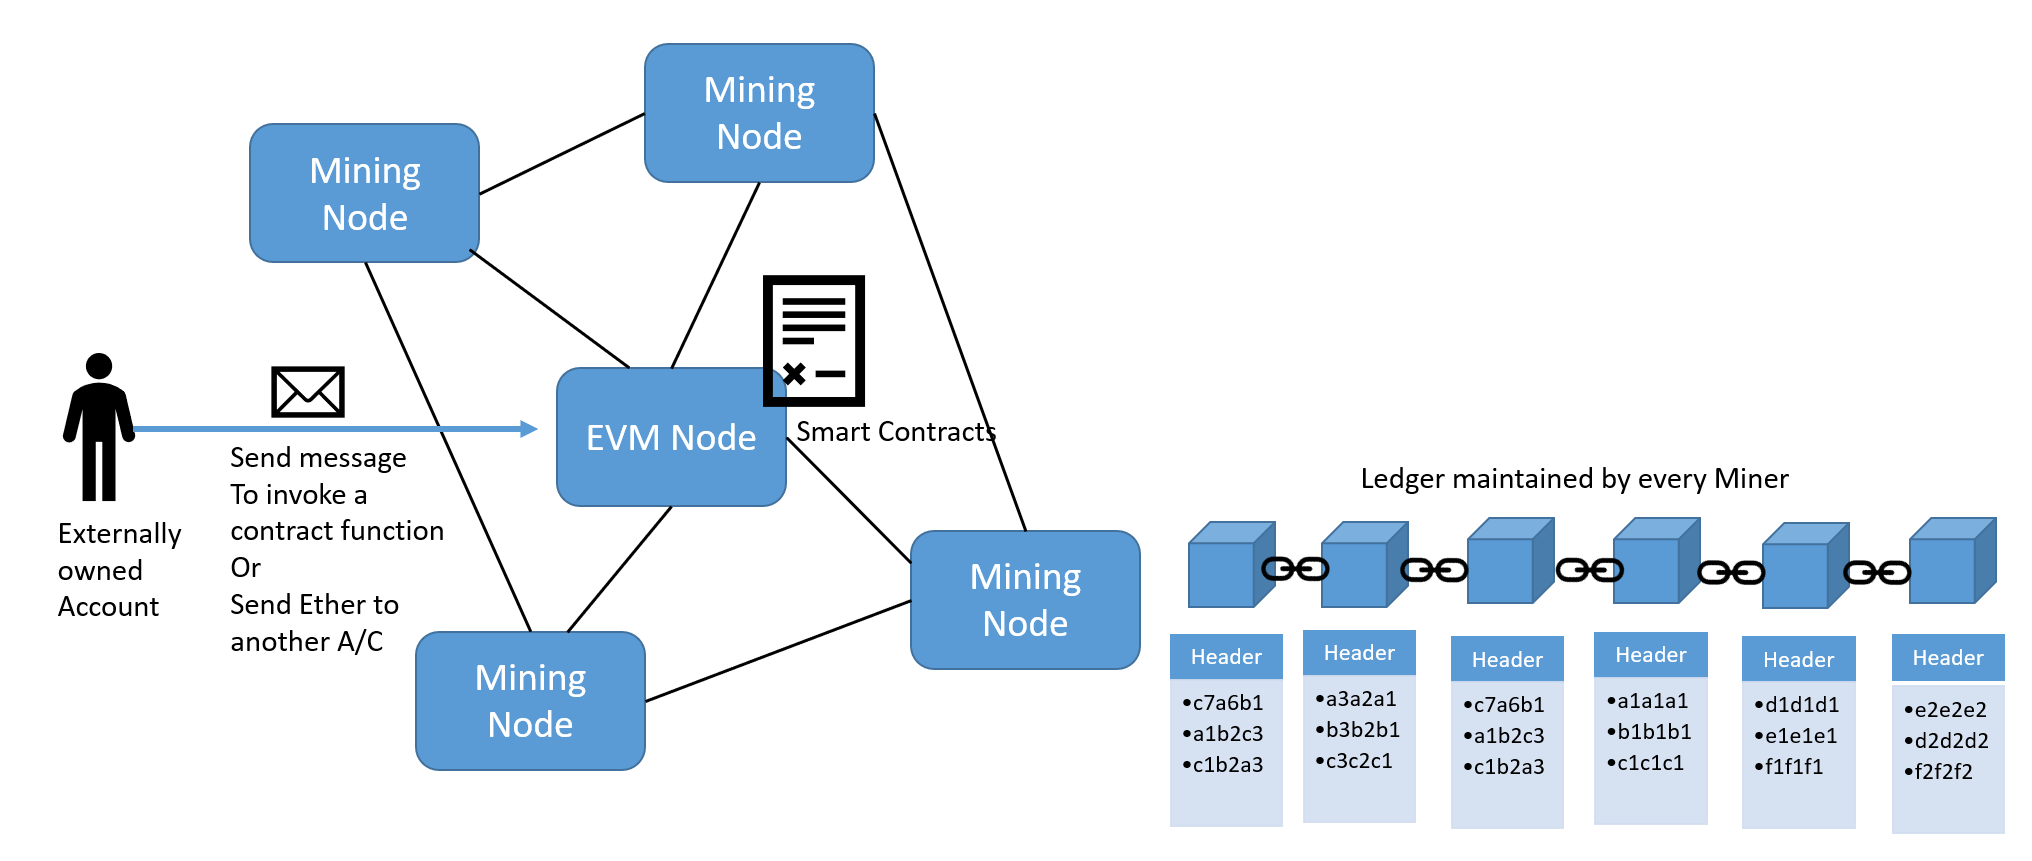 Mining
Node
Mining
Node
EVM Node
Smart Contracts
Send message
To invoke a
contract function
Or
Send Ether to
another A/C
Externally
owned
Account
Mining
Node
Mining
Node
Ledger maintained by every Miner
Header
•c7a6b1
•a1b2c3
•c1b2a3
Header
•a3a2a1
•b3b2b1
•c3c2c1
Header
•c7a6b1
•a1b2c3
•c1b2a3
Header
•a1a1a1
•b1b1b1
•c1c1c1
Header
•d1d1d1
•e1e1e1
•f1f1f1
Header
•e2e2e2
•d2d2d2
•f2f2f2